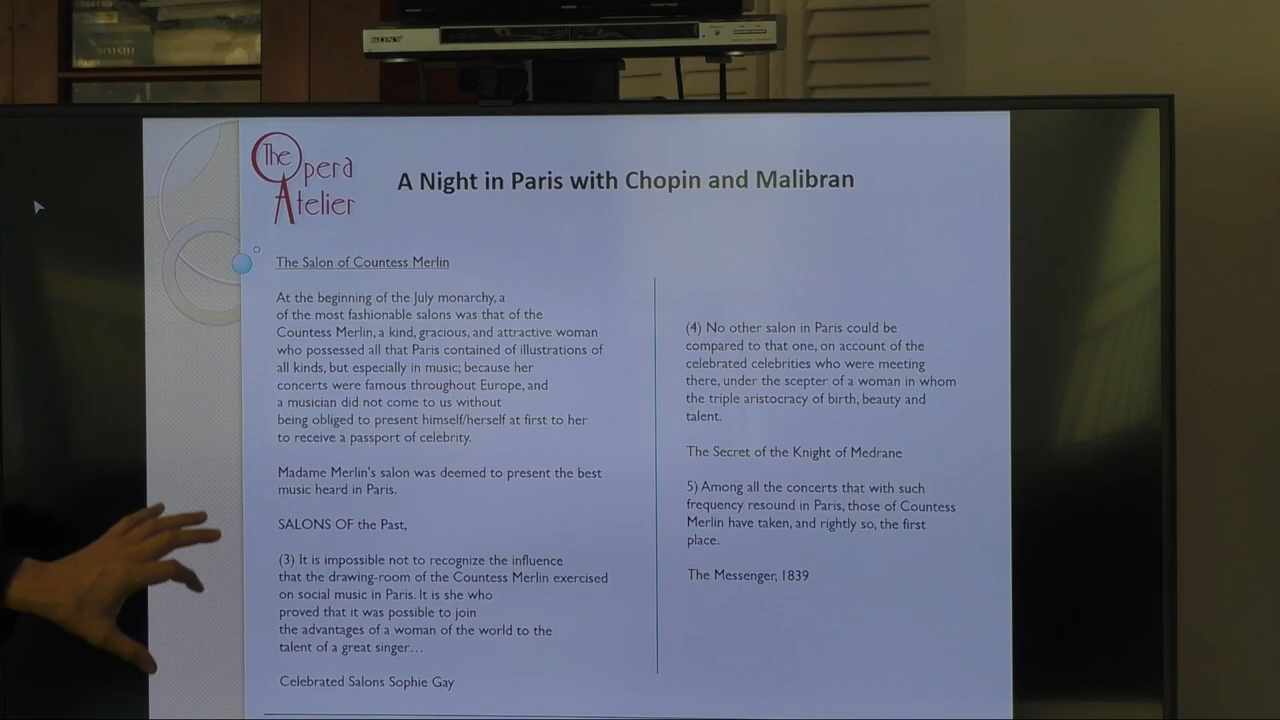 SONY
The
Opera
Atelier
A Night in Paris with Chopin and Malibran
The Salon of Countess Merlin
At the beginning of the July monarchy, a
of the most fashionable salons was that of the
Countess Merlin, a kind, gracious, and attractive woman
who possessed all that Paris contained of illustrations of
all kinds, but especially in music; because her
concerts were famous throughout Europe, and
a musician did not come to us without
being obliged to present himself/herself at first to her
to receive a passport of celebrity.
Madame Merlin's salon was deemed to present the best
music heard in Paris.
SALONS OF the Past,
(3) It is impossible not to recognize the influence
that the drawing-room of the Countess Merlin exercised
on social music in Paris. It is she who
proved that it was possible to join
the advantages of a woman of the world to the
talent of a great singer…
Celebrated Salons Sophie Gay
(4) No other salon in Paris could be
compared to that one, on account of the
celebrated celebrities who were meeting
there, under the scepter of a woman in whom
the triple aristocracy of birth, beauty and
talent.
The Secret of the Knight of Medrane
5) Among all the concerts that with such
frequency resound in Paris, those of Countess
Merlin have taken, and rightly so, the first
place.
The Messenger, 1839